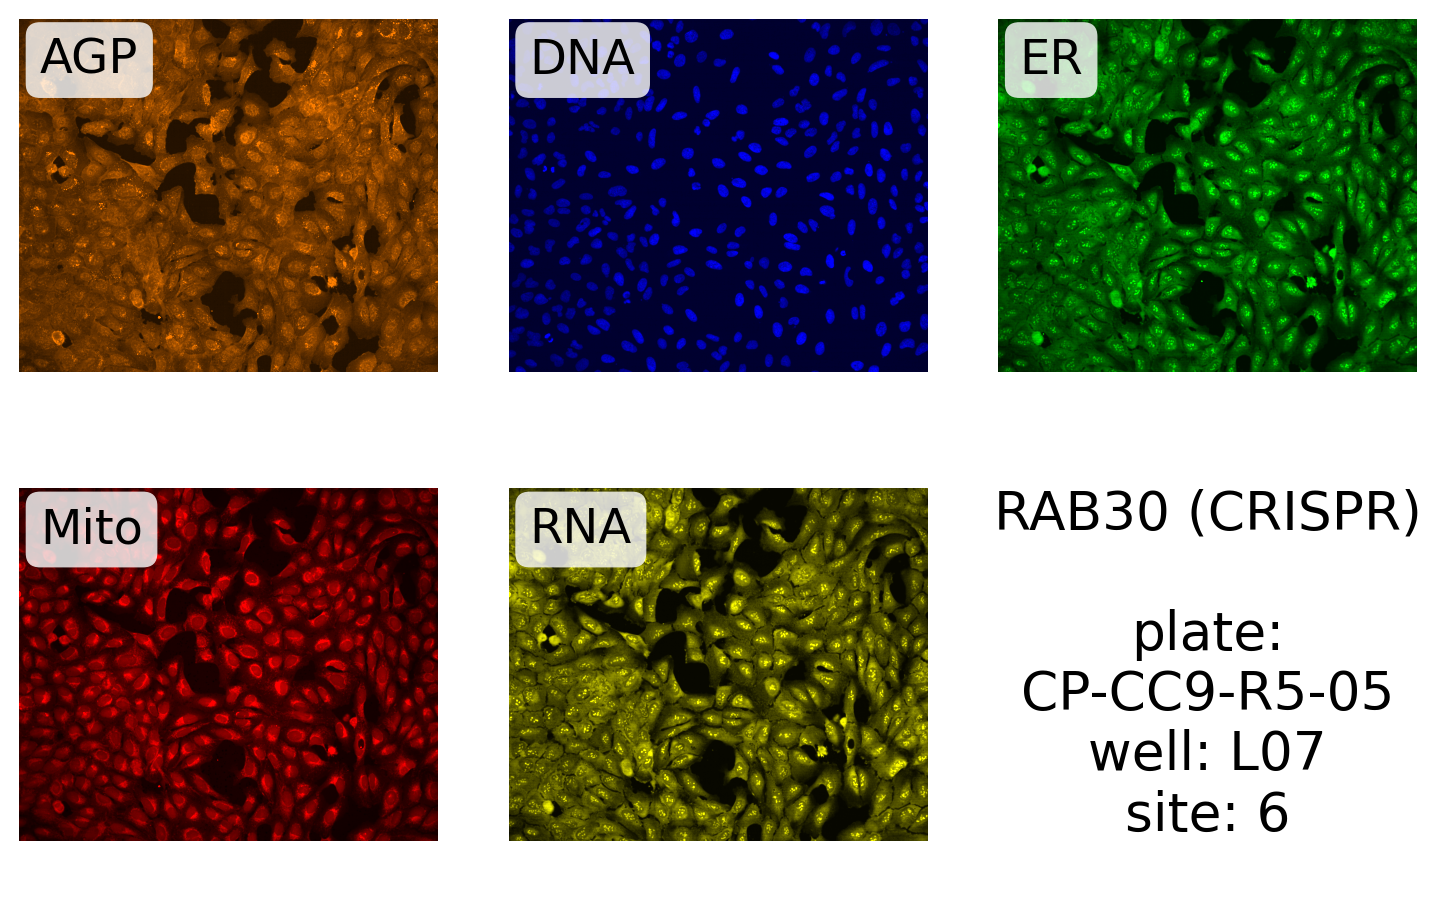 AGP
DNA
ER
Mito
RNA
RAB30 (CRISPR)
plate:
CP-CC9-R5-05
well: L07
site: 6